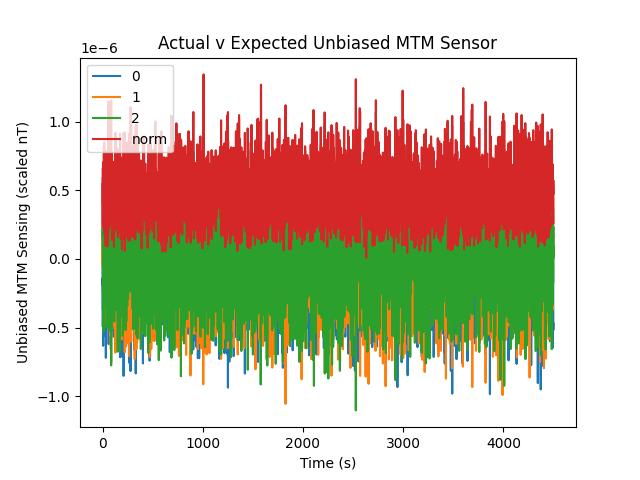 Actual v Expected Unbiased MTM Sensor
1e−6
0
1
2
norm
1.0
0.5
0.0
−0.5
−1.0
Unbiased MTM Sensing (scaled nT)
0
1000
2000
3000
4000
Time (s)